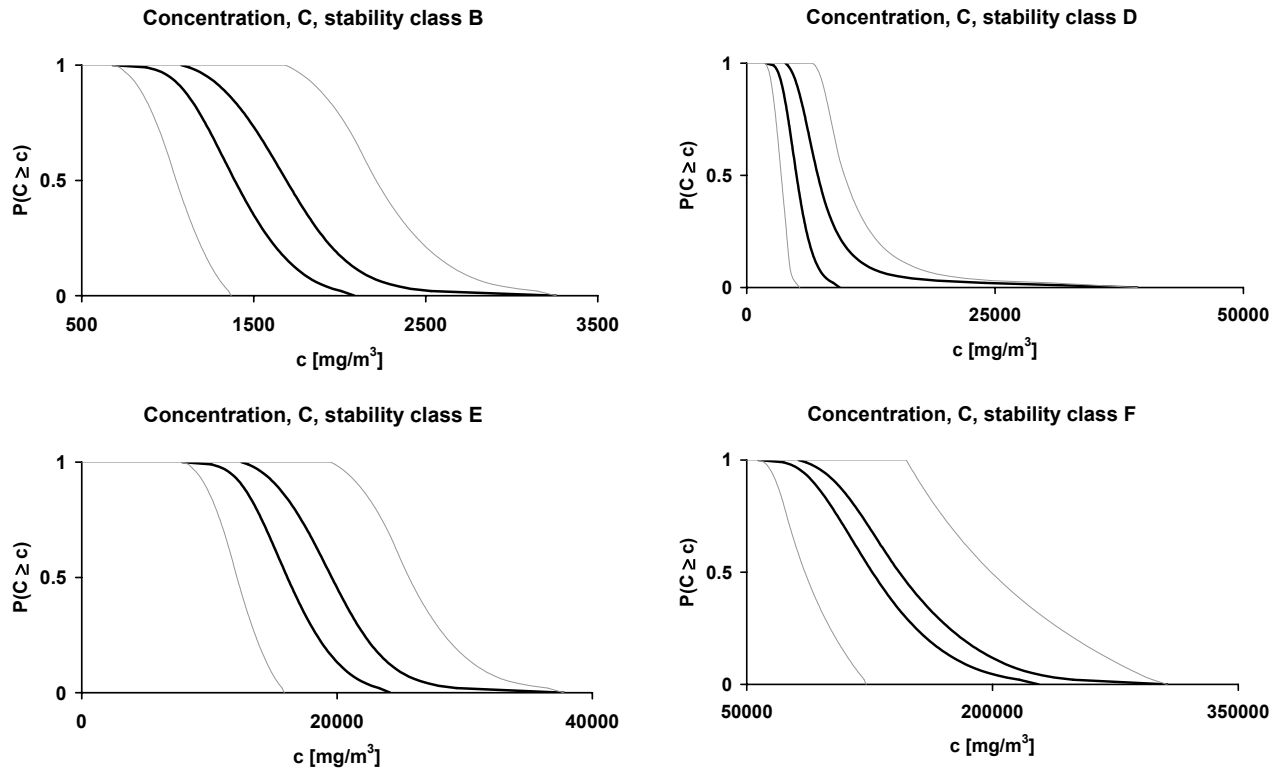 Concentration, C, stability class B
1
0.5
0
P(C ≥ c)
500
1500
2500
3500
c [mg/m³]
Concentration, C, stability class D
1
0.5
0
P(C ≥ c)
0
25000
50000
c [mg/m³]
Concentration, C, stability class E
1
0.5
0
P(C ≥ c)
0
20000
40000
c [mg/m³]
Concentration, C, stability class F
1
0.5
0
P(C ≥ c)
50000
200000
350000
c [mg/m³]